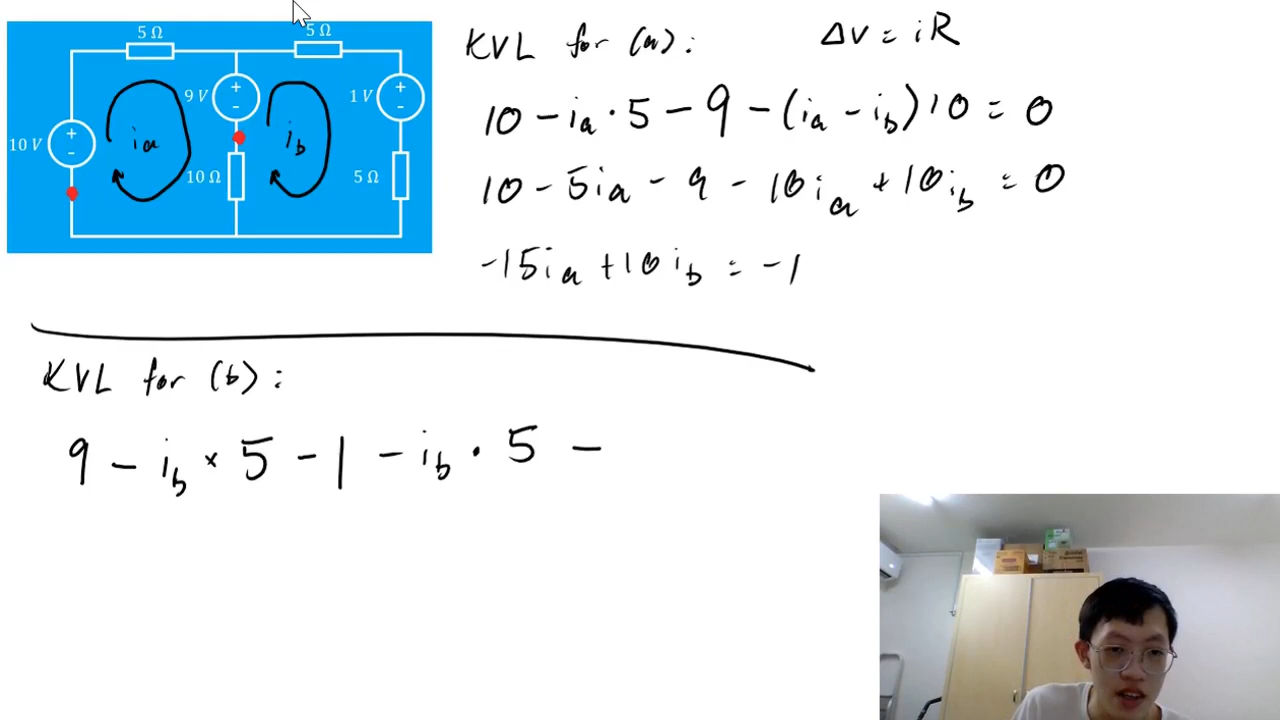 5 Ω
5 Ω
9 V
+
-
1 V
+
-
10 V
+
-
ia
ib
10 Ω
5 Ω
KVL for (a): Δv = iR
10 - ia · 5 - 9 - (ia - ib) 10 = 0
10 - 5ia - 9 - 10ia + 10ib = 0
-15ia + 10ib = -1
KVL for (b):
9 - ib × 5 - 1 - ib · 5 -